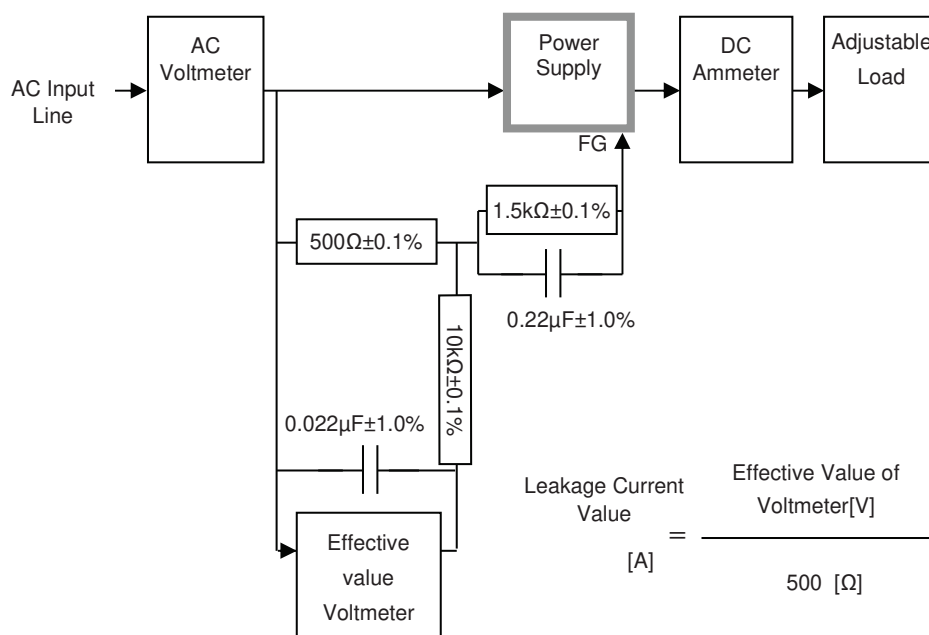 AC Input
Line
AC
Voltmeter
Power
Supply
DC
Ammeter
Adjustable
Load
FG
1.5kΩ±0.1%
500Ω±0.1%
0.22µF±1.0%
10kΩ±0.1%
0.022µF±1.0%
Effective
value
Voltmeter
Leakage Current
Value
[A]
=
Effective Value of
Voltmeter[V]
500 [Ω]